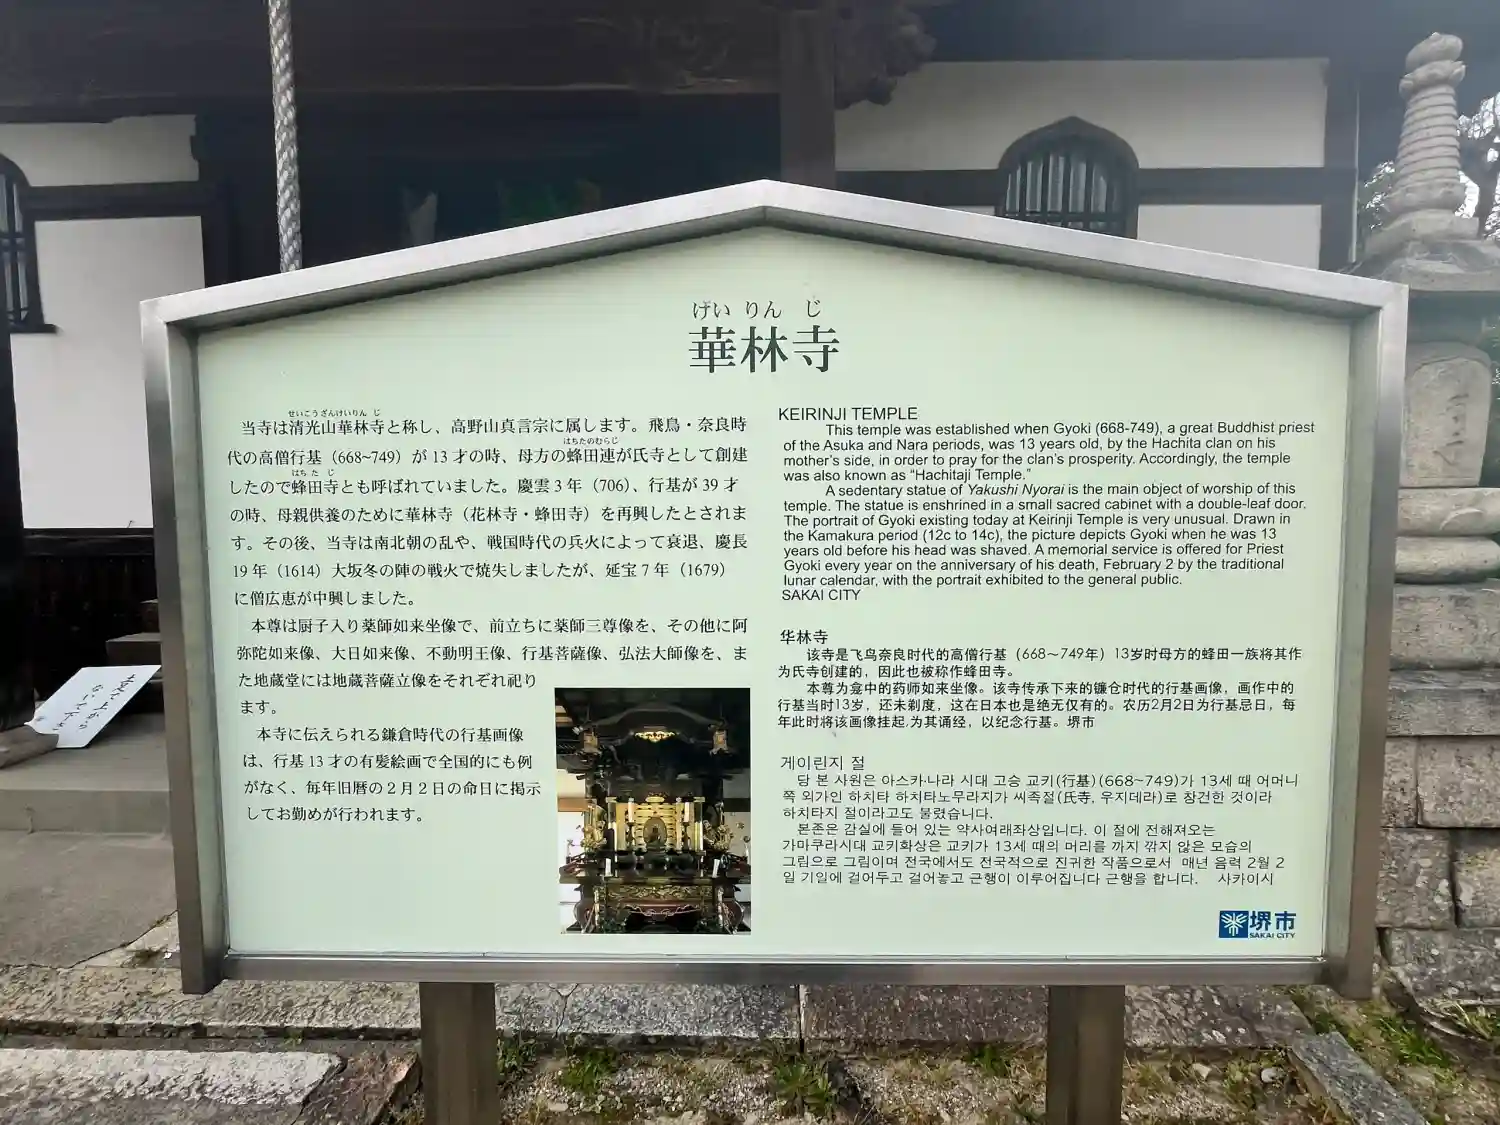 げい りん じ
華林寺
せいこうざんけいりん じ
当寺は清光山華林寺と称し、高野山真言宗に属します。飛鳥・奈良時
はちたのむらじ
代の高僧行基（668~749）が 13 才の時、母方の蜂田連が氏寺として創建
はち た じ
したので蜂田寺とも呼ばれていました。慶雲 3 年（706）、行基が 39 才
の時、母親供養のために華林寺（花林寺・蜂田寺）を再興したとされま
す。その後、当寺は南北朝の乱や、戦国時代の兵火によって衰退、慶長
19 年（1614）大坂冬の陣の戦火で焼失しましたが、延宝 7 年（1679）
に僧広恵が中興しました。
本尊は厨子入り薬師如来坐像で、前立ちに薬師三尊像を、その他に阿
弥陀如来像、大日如来像、不動明王像、行基菩薩像、弘法大師像を、ま
た地蔵堂には地蔵菩薩立像をそれぞれ祀り
ます。
本寺に伝えられる鎌倉時代の行基画像
は、行基 13 才の有髪絵画で全国的にも例
がなく、毎年旧暦の２月２日の命日に掲示
してお勤めが行われます。
KEIRINJI TEMPLE
This temple was established when Gyoki (668-749), a great Buddhist priest
of the Asuka and Nara periods, was 13 years old, by the Hachita clan on his
mother's side, in order to pray for the clan's prosperity. Accordingly, the temple
was also known as “Hachitaji Temple.”
A sedentary statue of Yakushi Nyorai is the main object of worship of this
temple. The statue is enshrined in a small sacred cabinet with a double-leaf door.
The portrait of Gyoki existing today at Keirinji Temple is very unusual. Drawn in
the Kamakura period (12c to 14c), the picture depicts Gyoki when he was 13
years old before his head was shaved. A memorial service is offered for Priest
Gyoki every year on the anniversary of his death, February 2 by the traditional
lunar calendar, with the portrait exhibited to the general public.
SAKAI CITY
华林寺
该寺是飞鸟奈良时代的高僧行基（668～749年）13岁时母方的蜂田一族将其作
为氏寺创建的，因此也被称作蜂田寺。
本尊为龛中的药师如来坐像。该寺传承下来的镰仓时代的行基画像，画作中的
行基当时13岁，还未剃度，这在日本也是绝无仅有的。农历2月2日为行基忌日，每
年此时将该画像挂起,为其诵经，以纪念行基。堺市
게이린지 절
당 본 사원은 아스카·나라 시대 고승 교키(行基)(668~749)가 13세 때 어머니
쪽 외가인 하치타 하치타노무라지가 씨족절(氏寺, 우지데라)로 창건한 것이라
하치타지 절이라고도 불렸습니다.
본존은 감실에 들어 있는 약사여래좌상입니다. 이 절에 전해져오는
가마쿠라시대 교키화상은 교키가 13세 때의 머리를 까지 깎지 않은 모습의
그림으로 그림이며 전국에서도 전국적으로 진귀한 작품으로서 매년 음력 2월 2
일 기일에 걸어두고 걸어놓고 근행이 이루어집니다 근행을 합니다. 사카이시
堺市
SAKAI CITY